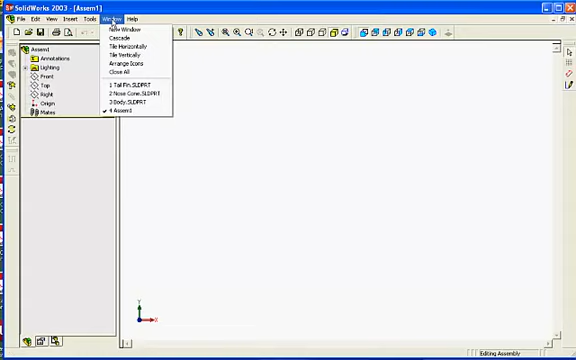 SolidWorks 2003 - [Assem1]
File Edit View Insert Tools Window Help
New Window
Cascade
Tile Horizontally
Tile Vertically
Arrange Icons
Close All
1 Tail Fin.SLDPRT
2 Nose Cone.SLDPRT
3 Body.SLDPRT
4 Assem1
Assem1
Annotations
Lighting
Front
Top
Right
Origin
Mates
Y
X
Editing Assembly